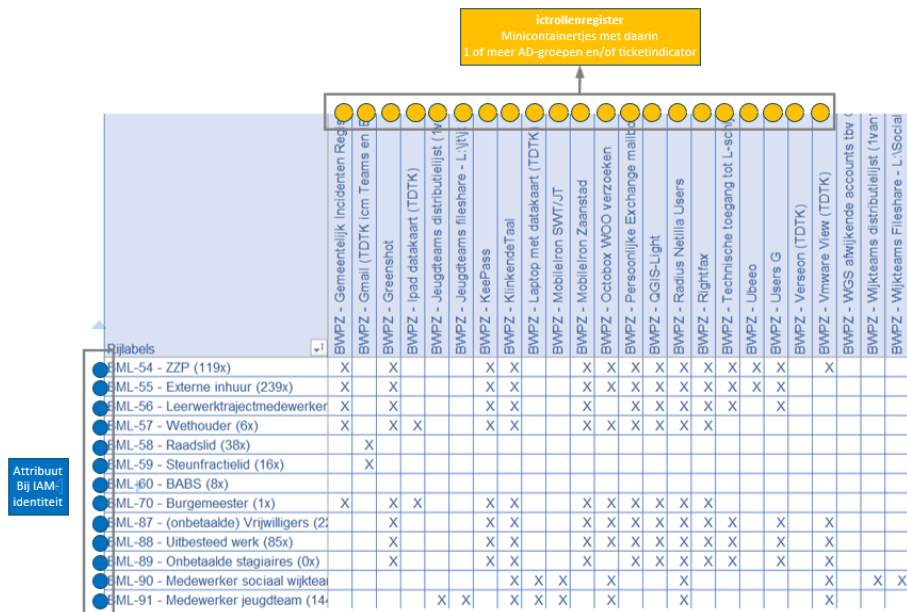 ictrollenregister
Minicontainertjes met daarin
1 of meer AD-groepen en/of ticketindicator
BWPZ - Gemeentelijk Incidenten Regis
BWPZ - Gmail (TDTK icm Teams en
BWPZ - Greenshot
BWPZ - Ipad datakaart (TDTK)
BWPZ - Jeugdteams distributielijst (1van
BWPZ - Jeugdteams fileshare -
BWPZ - KeePass
BWPZ - KlinkendeTaal
BWPZ - Laptop met datakaart (TDTK)
BWPZ - MobileIron SWT/JT
BWPZ - MobileIron Zaanstad
BWPZ - Octobox WOO verzoeken
BWPZ - Persoonlijke Exchange mailbo
BWPZ - QGIS-Light
BWPZ - Radius Netilla Users
BWPZ - Rightfax
BWPZ - Technische toegang tot L-schij
BWPZ - Ubeeo
BWPZ - Users G
BWPZ - Verseon (TDTK)
BWPZ - Vmware View (TDTK)
BWPZ - WGS afwijkende accounts tbv
BWPZ - Wijkteams distributielijst (1van
BWPZ - Wijkteams Fileshare - L:\Social
Rijlabels
BML-54 - ZZP (119x) X X X X X X X X X X X X X X
BML-55 - Externe inhuur (239x) X X X X X X X X X X X X X
BML-56 - Leerwerktrajectmedewerker X X X X X X X X X X X
BML-57 - Wethouder (6x) X X X X X X X X X X X
BML-58 - Raadslid (38x) X
BML-59 - Steunfractielid (16x) X
BML-60 - BABS (8x)
BML-70 - Burgemeester (1x) X X X X X X X X X X X
BML-87 - (onbetaalde) Vrijwilligers (22 X X X X X X X X X X X X
BML-88 - Uitbesteed werk (85x) X X X X X X X X X X X X
BML-89 - Onbetaalde stagiaires (0x) X X X X X X X X X X X
BML-90 - Medewerker sociaal wijktea X X X X X X X X
BML-91 - Medewerker jeugdteam (14 X X X X X X X X
Attribuut
Bij IAM-
identiteit